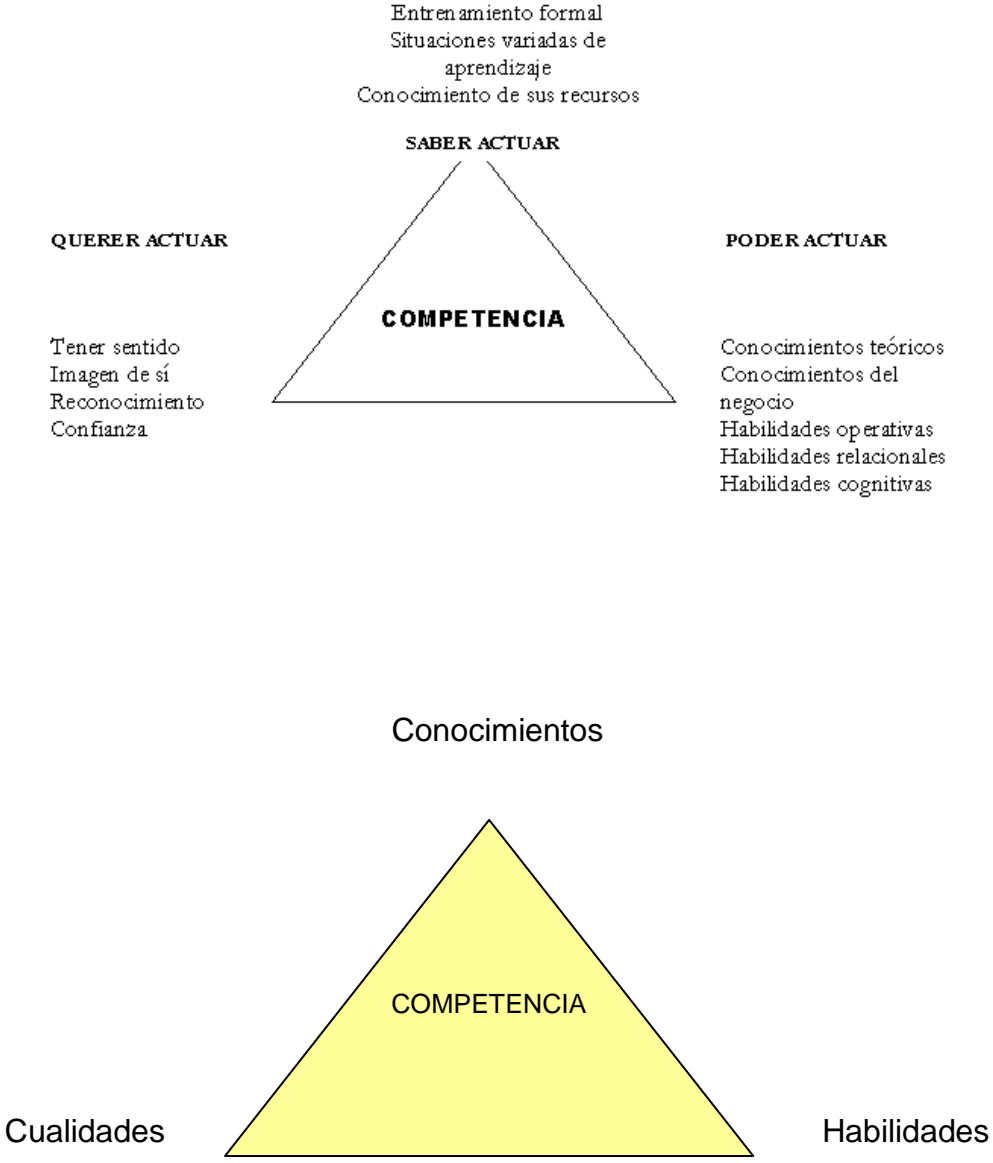 Entrenamiento formal
Situaciones variadas de
aprendizaje
Conocimiento de sus recursos
SABER ACTUAR
QUERER ACTUAR
PODER ACTUAR
COMPETENCIA
Tener sentido
Imagen de sí
Reconocimiento
Confianza
Conocimientos teóricos
Conocimientos del
negocio
Habilidades operativas
Habilidades relacionales
Habilidades cognitivas
Conocimientos
COMPETENCIA
Cualidades
Habilidades